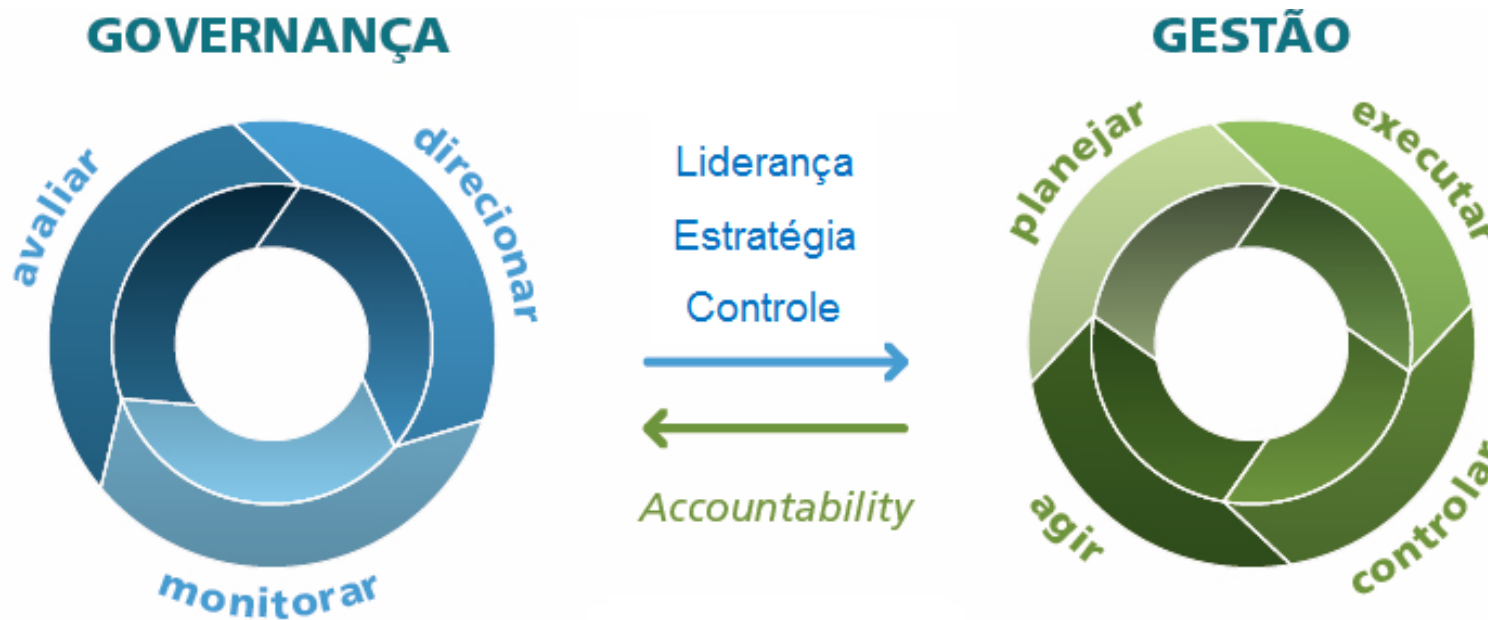 GOVERNANÇA
avaliar
direcionar
monitorar
Liderança
Estratégia
Controle
Accountability
GESTÃO
planejar
executar
controlar
agir